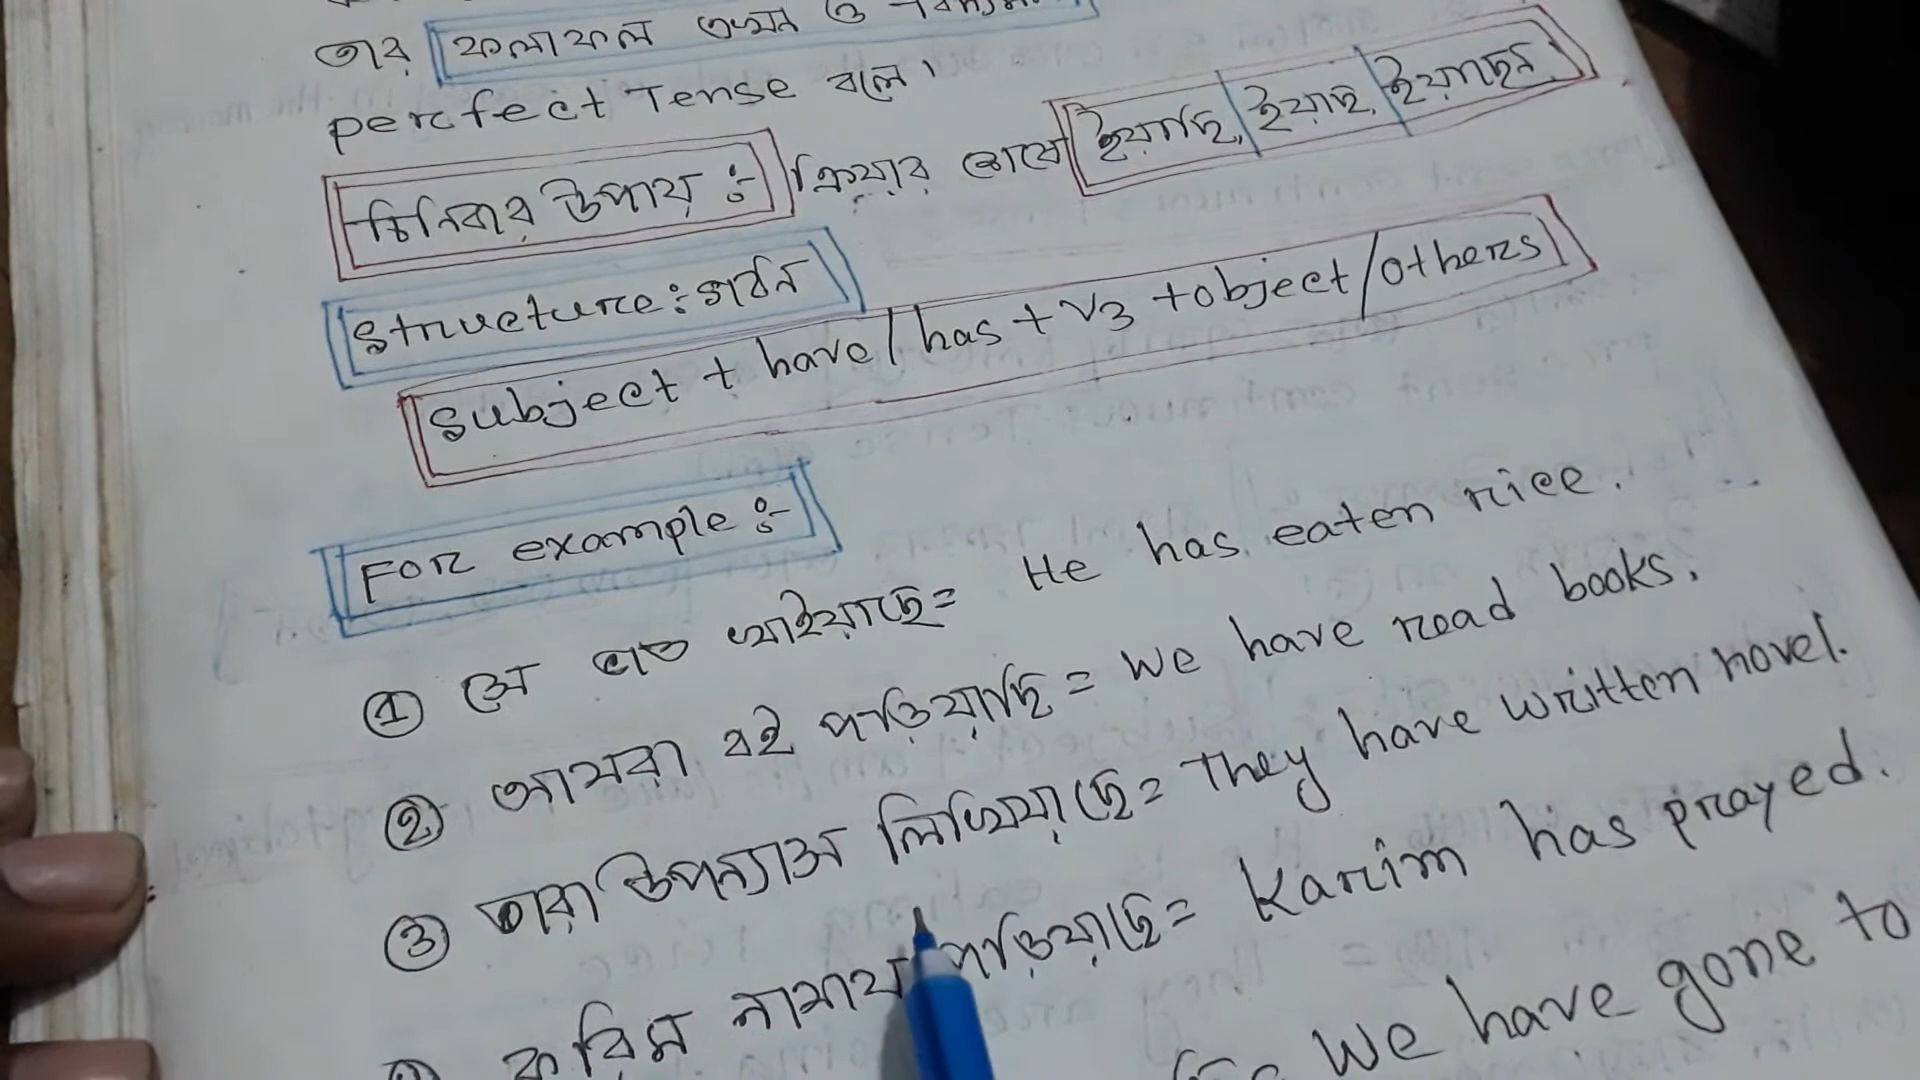 তার ফলাফল এখন ও বিদ্যমান
perfect Tense বলে।
চিনিবার উপায় ঃ- ক্রিয়ার শেষে ইয়াছি, ইয়াছ, ইয়াছেন
Structure: গঠন
Subject + have/has + V3 + object/others
For example ঃ-
① সে ভাত খাইয়াছে = He has eaten rice.
② আমরা বই পড়িয়াছি = We have read books.
③ তারা উপন্যাস লিখিয়াছে = They have written novel.
করিম নামায পড়িয়াছে = Karim has prayed.
We have gone to